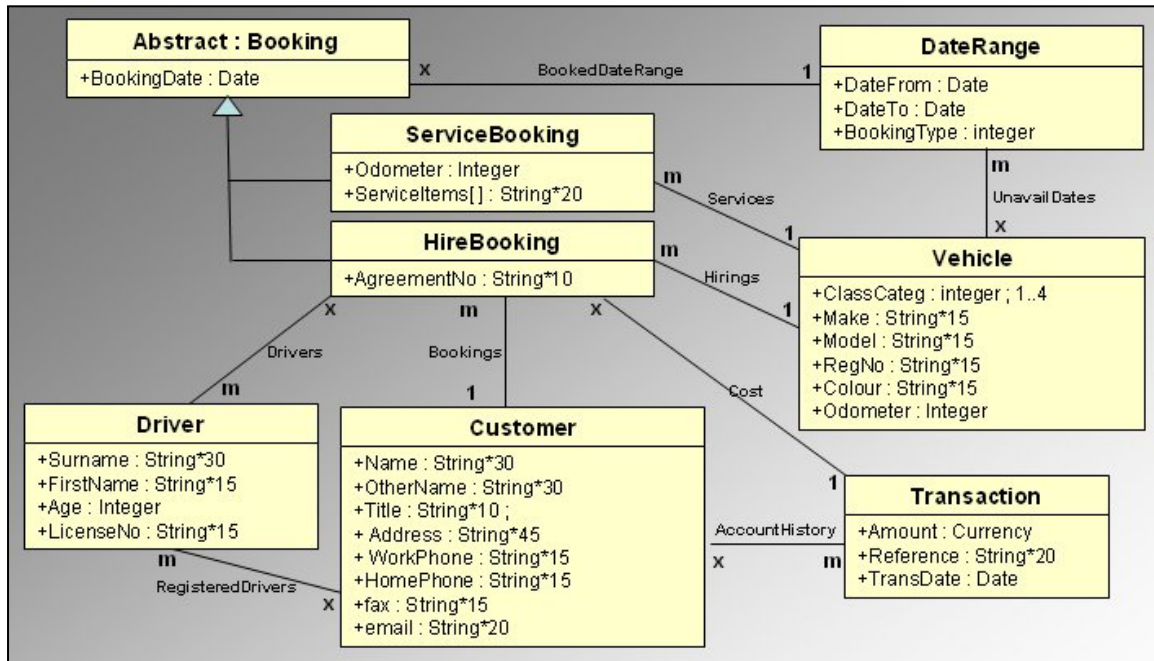 Abstract : Booking
+BookingDate : Date
x
BookedDateRange
1
DateRange
+DateFrom : Date
+DateTo : Date
+BookingType : integer
m
UnavailDates
x
ServiceBooking
+Odometer : Integer
+ServiceItems[] : String*20
m
Services
1
HireBooking
+AgreementNo : String*10
m
Hirings
1
Vehicle
+ClassCateg : integer ; 1..4
+Make : String*15
+Model : String*15
+RegNo : String*15
+Colour : String*15
+Odometer : Integer
x
Drivers
m
m
Bookings
1
x
Cost
1
Driver
+Surname : String*30
+FirstName : String*15
+Age : Integer
+LicenseNo : String*15
m
RegisteredDrivers
x
Customer
+Name : String*30
+OtherName : String*30
+Title : String*10 ;
+ Address : String*45
+ WorkPhone : String*15
+HomePhone : String*15
+fax : String*15
+email : String*20
AccountHistory
x
m
Transaction
+Amount : Currency
+Reference : String*20
+TransDate : Date